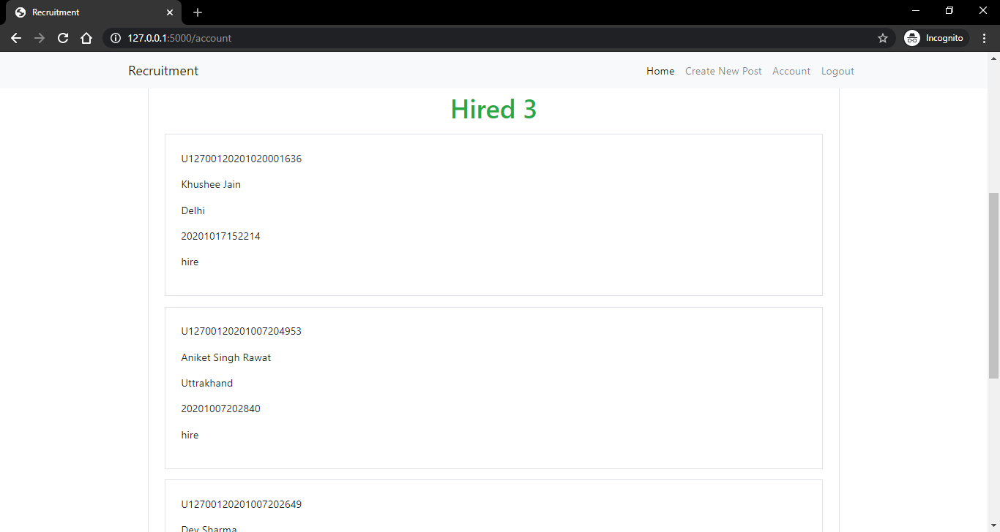 Recruitment
127.0.0.1:5000/account
Incognito
Recruitment
Home Create New Post Account Logout
Hired 3
U12700120201020001636
Khushee Jain
Delhi
20201017152214
hire
U12700120201007204953
Aniket Singh Rawat
Uttrakhand
20201007202840
hire
U12700120201007202649
Dev Sharma